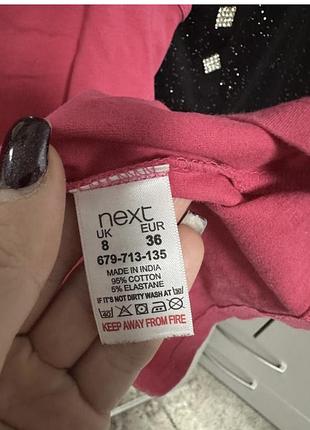 next
UK EUR
8 36
679-713-135
MADE IN INDIA
95% COTTON
5% ELASTANE
IF IT'S NOT DIRTY WASH AT 30
40
KEEP AWAY FROM FIRE